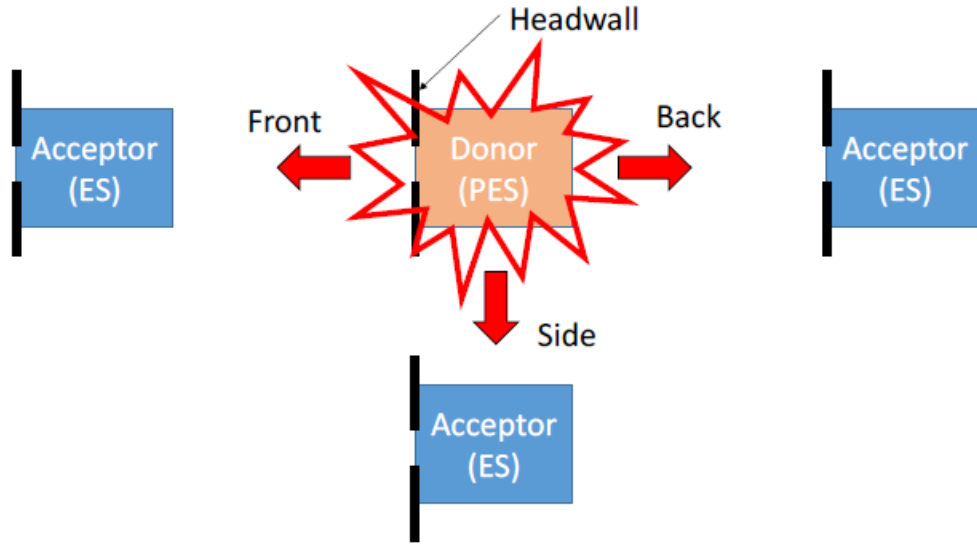 Headwall
Front
Back
Acceptor
(ES)
Donor
(PES)
Acceptor
(ES)
Side
Acceptor
(ES)